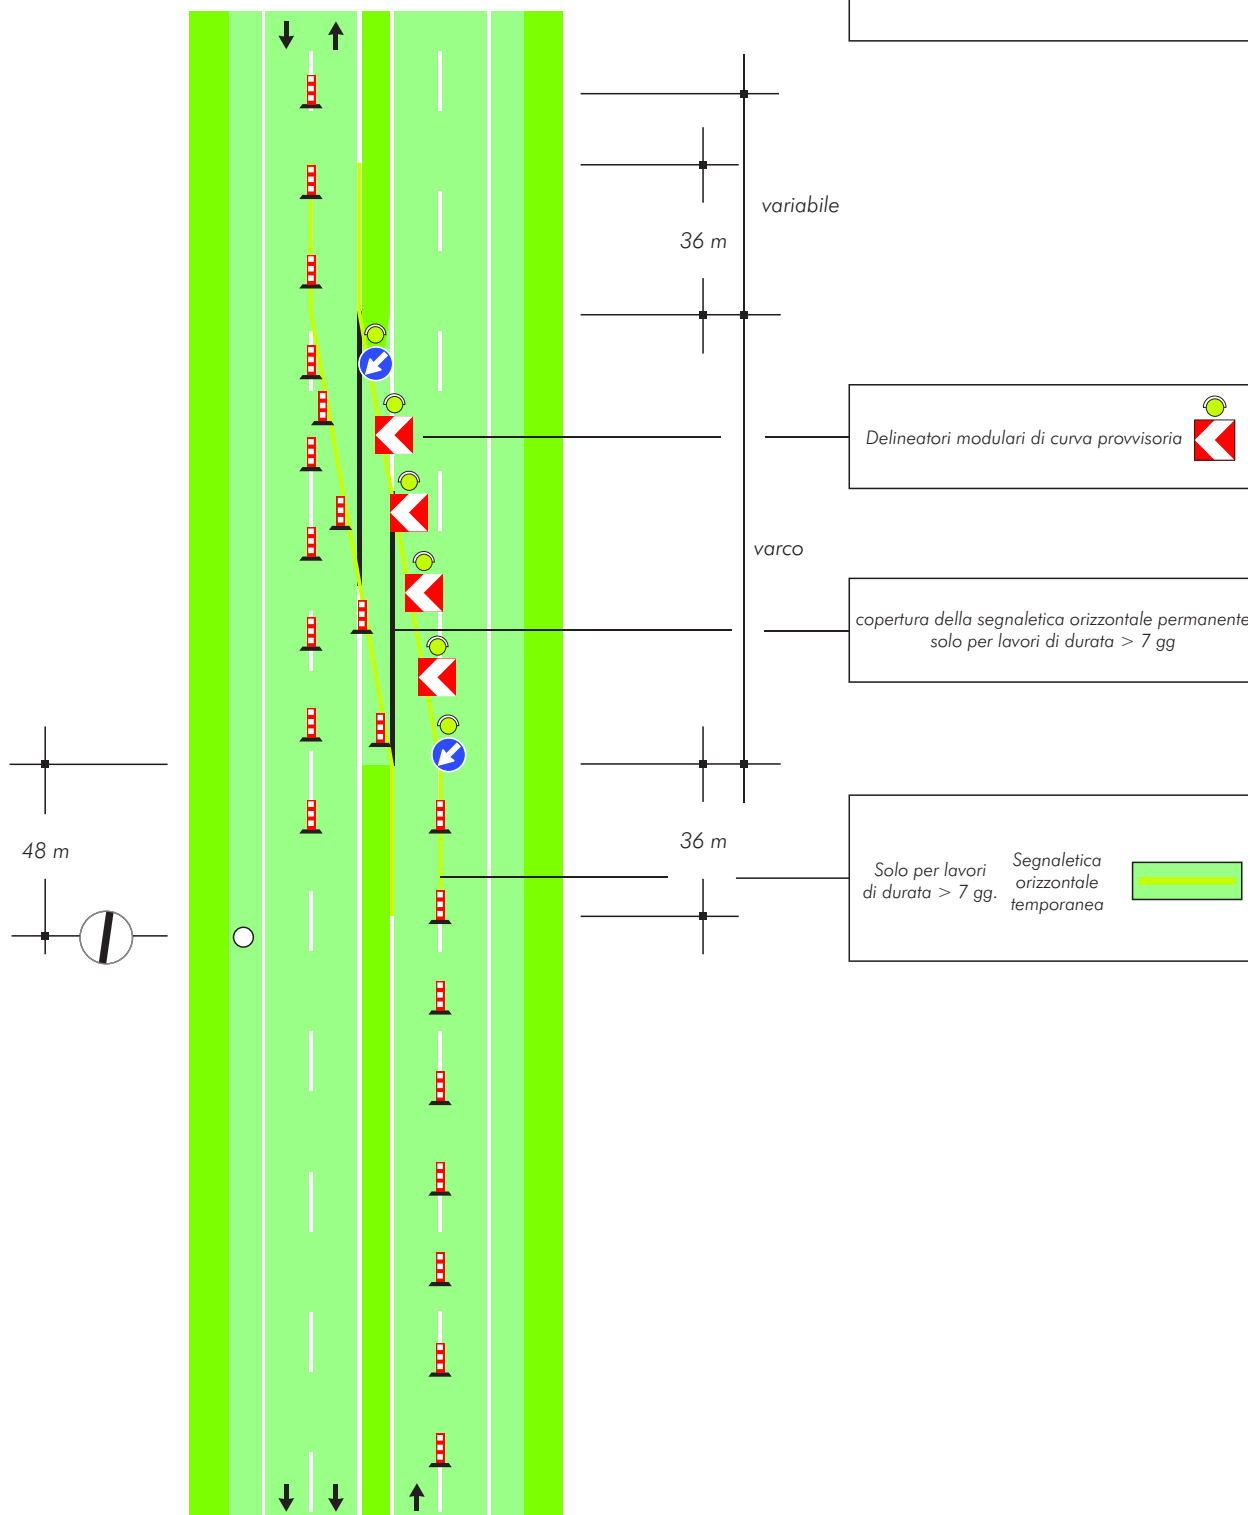 variabile
36 m
Delineatori modulari di curva provvisoria
varco
copertura della segnaletica orizzontale permanente
solo per lavori di durata > 7 gg
48 m
36 m
Solo per lavori
di durata > 7 gg.
Segnaletica
orizzontale
temporanea